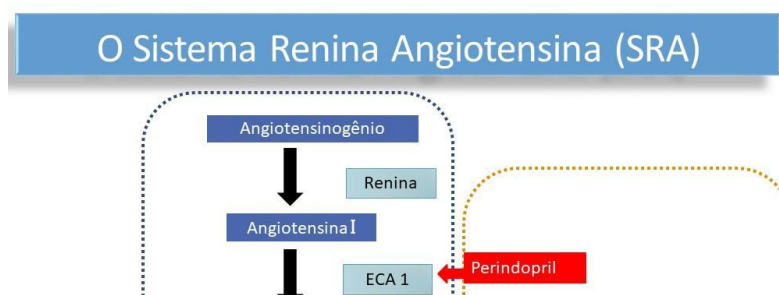 O Sistema Renina Angiotensina (SRA)
Angiotensinogênio
Renina
Angiotensina I
ECA 1
Perindopril